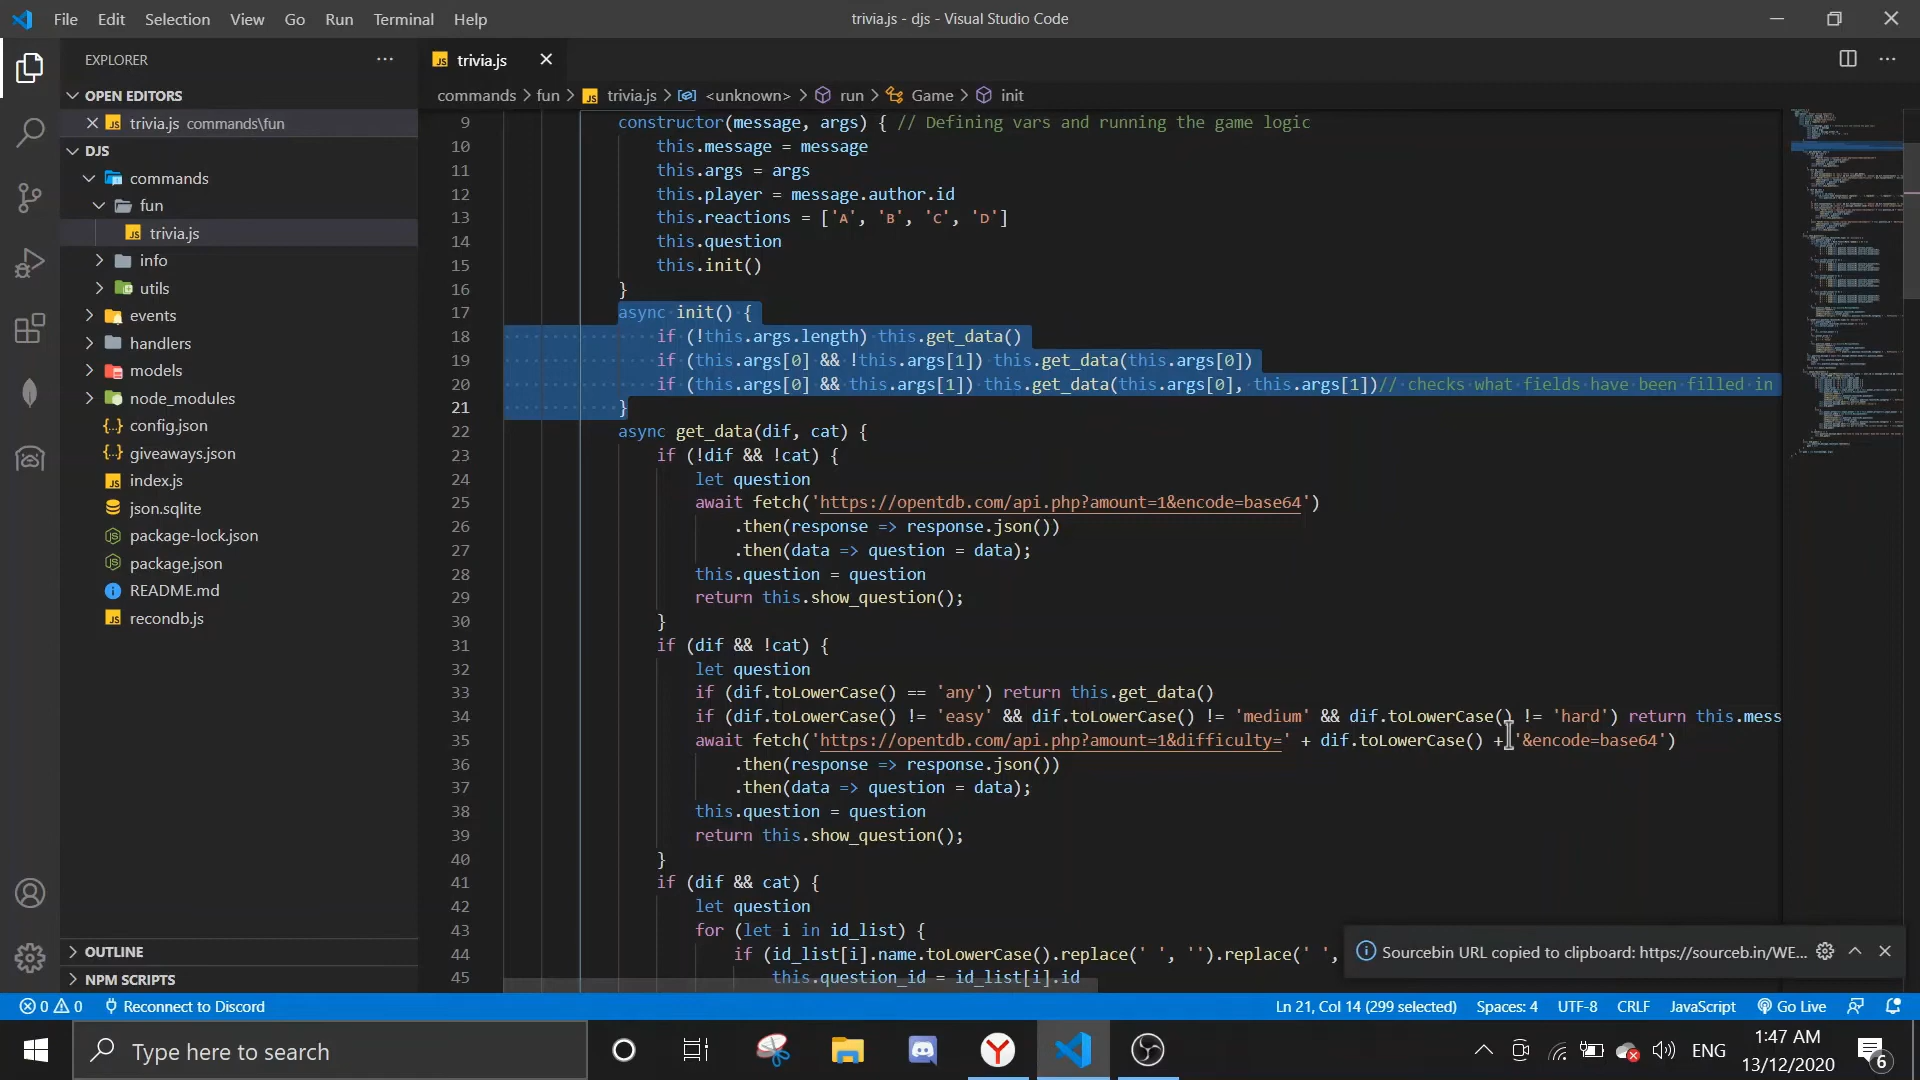 File Edit Selection View Go Run Terminal Help
trivia.js - djs - Visual Studio Code
EXPLORER
OPEN EDITORS
trivia.js commands\fun
DJS
commands
fun
trivia.js
info
utils
events
handlers
models
node_modules
config.json
giveaways.json
index.js
json.sqlite
package-lock.json
package.json
README.md
recondb.js
OUTLINE
NPM SCRIPTS
JS trivia.js
commands > fun > JS trivia.js > <unknown> > run > Game > init
9 constructor(message, args) { // Defining vars and running the game logic
10 this.message = message
11 this.args = args
12 this.player = message.author.id
13 this.reactions = ['A', 'B', 'C', 'D']
14 this.question
15 this.init()
16 }
17 async init() {
18 if (!this.args.length) this.get_data()
19 if (this.args[0] && !this.args[1]) this.get_data(this.args[0])
20 if (this.args[0] && this.args[1]) this.get_data(this.args[0], this.args[1])// checks what fields have been filled in
21 }
22 async get_data(dif, cat) {
23 if (!dif && !cat) {
24 let question
25 await fetch('https://opentdb.com/api.php?amount=1&encode=base64')
26 .then(response => response.json())
27 .then(data => question = data);
28 this.question = question
29 return this.show_question();
30 }
31 if (dif && !cat) {
32 let question
33 if (dif.toLowerCase() == 'any') return this.get_data()
34 if (dif.toLowerCase() != 'easy' && dif.toLowerCase() != 'medium' && dif.toLowerCase() != 'hard') return this.mess
35 await fetch('https://opentdb.com/api.php?amount=1&difficulty=' + dif.toLowerCase() + '&encode=base64')
36 .then(response => response.json())
37 .then(data => question = data);
38 this.question = question
39 return this.show_question();
40 }
41 if (dif && cat) {
42 let question
43 for (let i in id_list) {
44 if (id_list[i].name.toLowerCase().replace(' ', '').replace(' ',
45 this.question_id = id_list[i].id
Sourcebin URL copied to clipboard: https://sourceb.in/WE...
0 0 Reconnect to Discord
Ln 21, Col 14 (299 selected) Spaces: 4 UTF-8 CRLF JavaScript Go Live
Type here to search
ENG
1:47 AM
13/12/2020
6